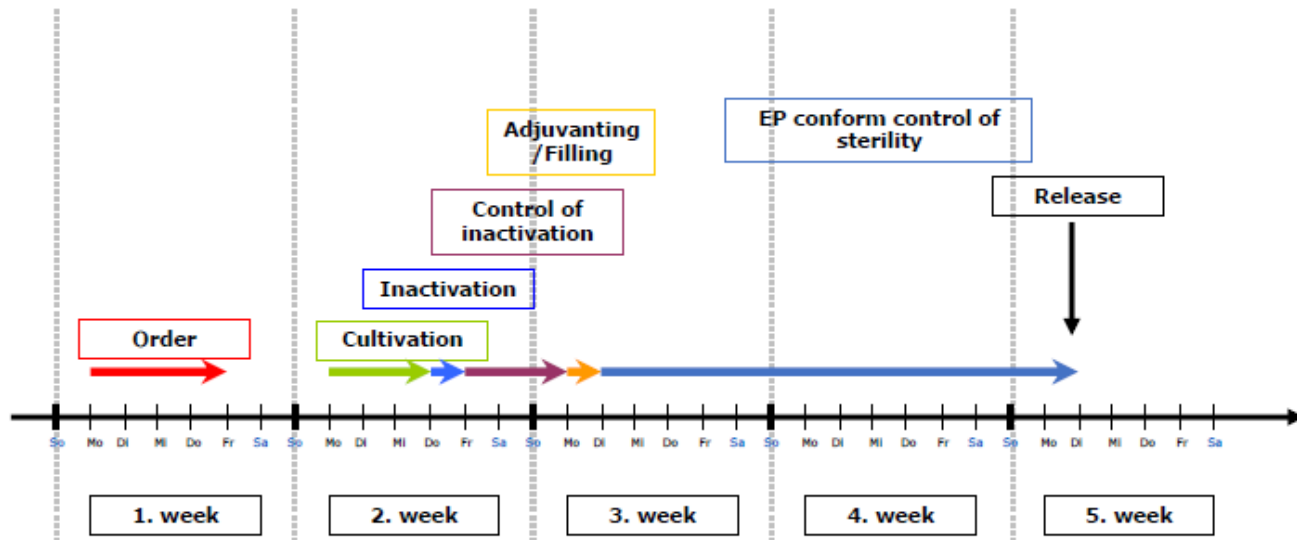 Adjuvanting
/Filling
EP conform control of
sterility
Control of
inactivation
Release
Inactivation
Order
Cultivation
So Mo Di Mi Do Fr Sa So Mo Di Mi Do Fr Sa So Mo Di Mi Do Fr Sa So Mo Di Mi Do Fr Sa So Mo Di Mi Do Fr Sa
1. week
2. week
3. week
4. week
5. week